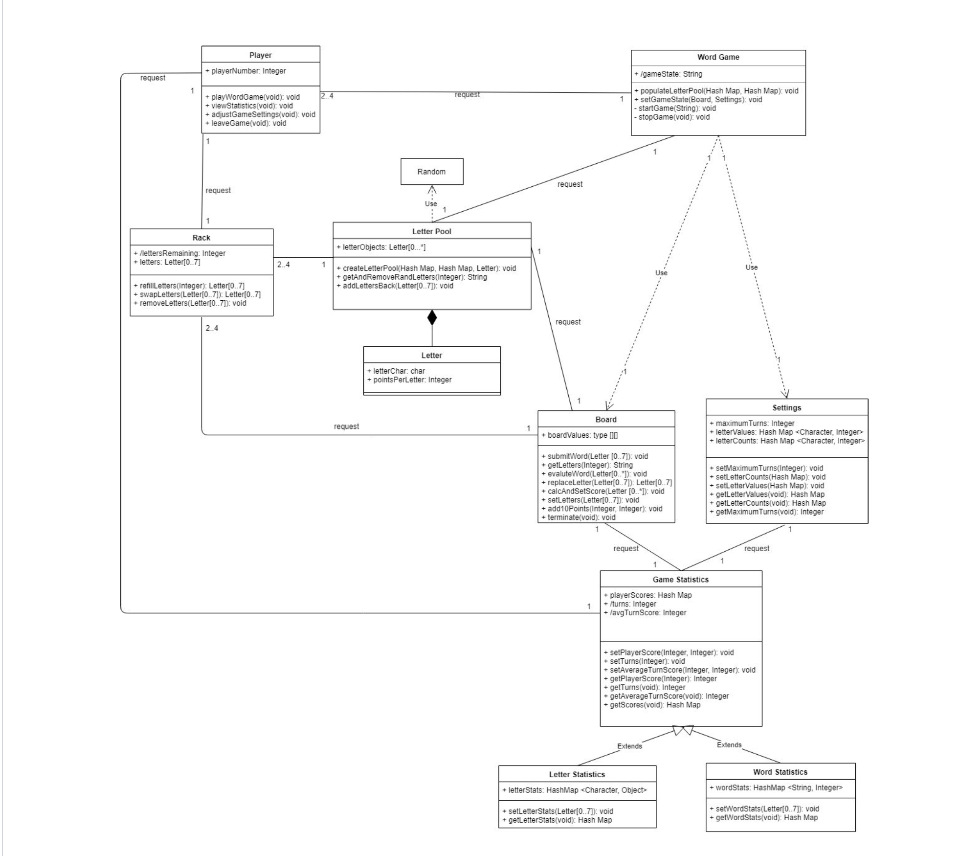 Player
+ playerNumber: Integer
+ playWordGame(void): void
+ viewStatistics(void): void
+ adjustGameSettings(void): void
+ leaveGame(void): void
Word Game
+ /gameState: String
+ populateLetterPool(Hash Map, Hash Map): void
+ setGameState(Board, Settings): void
- startGame(String): void
- stopGame(void): void
request
1
2..4
request
1
1
request
1
Random
Use
1
request
1
1
1
Rack
+ /lettersRemaining: Integer
+ letters: Letter[0..7]
+ refillLetters(Integer): Letter[0..7]
+ swapLetters(Letter[0..7]): Letter[0..7]
+ removeLetters(Letter[0..7]): void
2..4
1
Letter Pool
+ letterObjects: Letter[0...*]
+ createLetterPool(Hash Map, Hash Map, Letter): void
+ getAndRemoveRandLetters(Integer): String
+ addLettersBack(Letter[0..7]): void
1
Use
Use
request
2..4
Letter
+ letterChar: char
+ pointsPerLetter: Integer
1
1
1
request
1
Board
+ boardValues: type [][]
+ submitWord(Letter [0..7]): void
+ getLetters(Integer): String
+ evaluteWord(Letter[0..*]): void
+ replaceLetter(Letter[0..7]): Letter[0..7]
+ calcAndSetScore(Letter [0..*]): void
+ setLetters(Letter[0..7]): void
+ add10Points(Integer, Integer): void
+ terminate(void): void
Settings
+ maximumTurns: Integer
+ letterValues: Hash Map <Character, Integer>
+ letterCounts: Hash Map <Character, Integer>
+ setMaximumTurns(Integer): void
+ setLetterCounts(Hash Map): void
+ setLetterValues(Hash Map): void
+ getLetterValues(void): Hash Map
+ getLetterCounts(void): Hash Map
+ getMaximumTurns(void): Integer
1
request
1
1
request
1
1
Game Statistics
+ playerScores: Hash Map
+ /turns: Integer
+ /avgTurnScore: Integer
+ setPlayerScore(Integer, Integer): void
+ setTurns(Integer): void
+ setAverageTurnScore(Integer, Integer): void
+ getPlayerScore(Integer): Integer
+ getTurns(void): Integer
+ getAverageTurnScore(void): Integer
+ getScores(void): Hash Map
Extends
Extends
Letter Statistics
+ letterStats: HashMap <Character, Object>
+ setLetterStats(Letter[0..7]): void
+ getLetterStats(void): Hash Map
Word Statistics
+ wordStats: HashMap <String, Integer>
+ setWordStats(Letter[0..7]): void
+ getWordStats(void): Hash Map